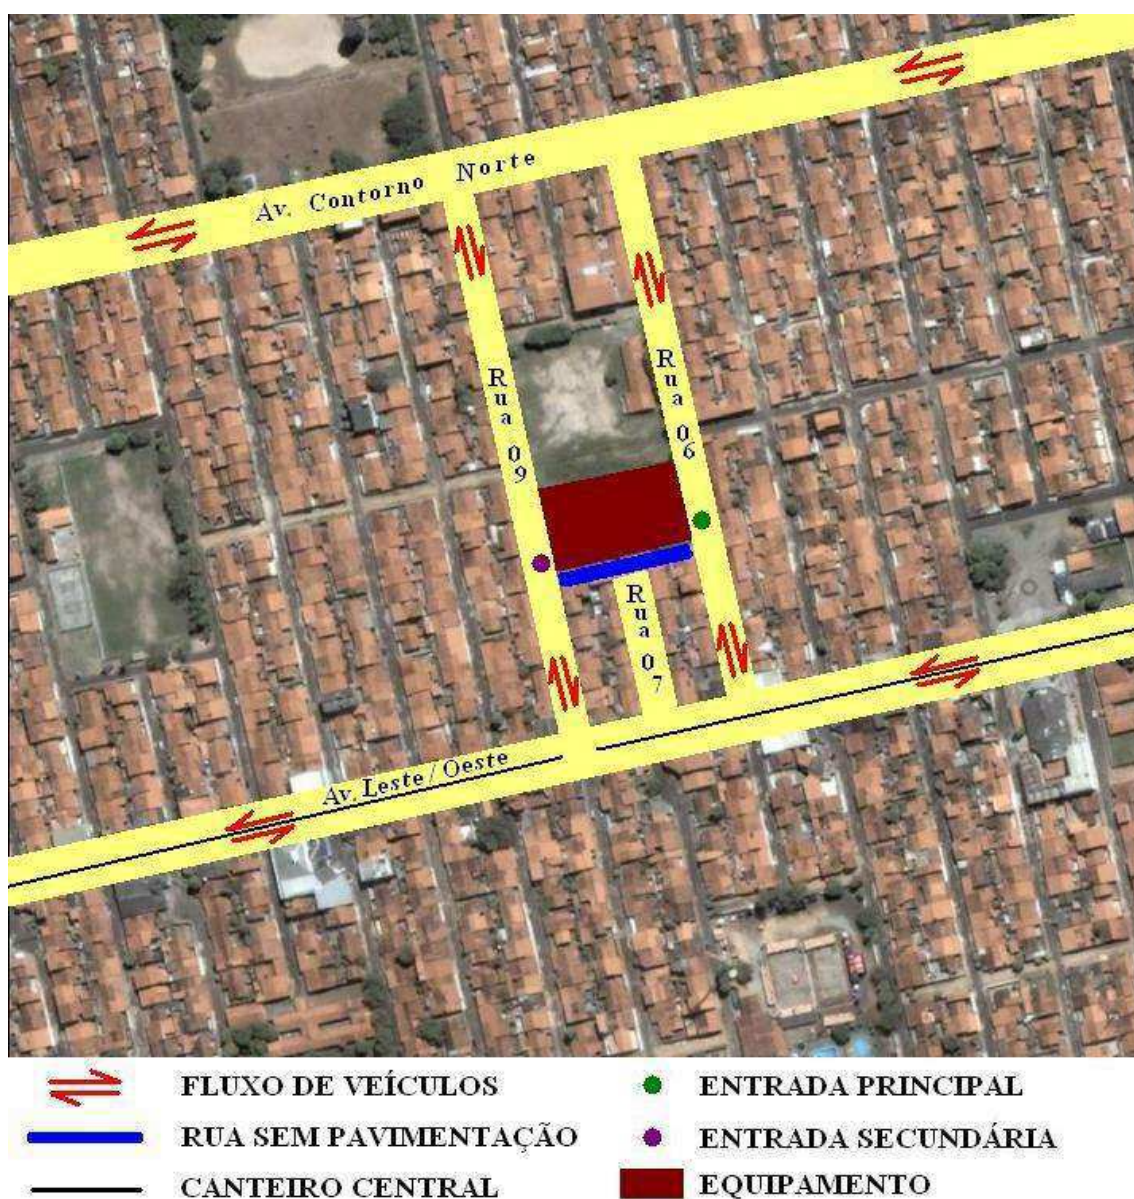 Av. Contorno Norte
Rua 09
Rua 06
Rua 07
Av. Leste / Oeste
FLUXO DE VEÍCULOS
ENTRADA PRINCIPAL
RUA SEM PAVIMENTAÇÃO
ENTRADA SECUNDÁRIA
CANTEIRO CENTRAL
EQUIPAMENTO